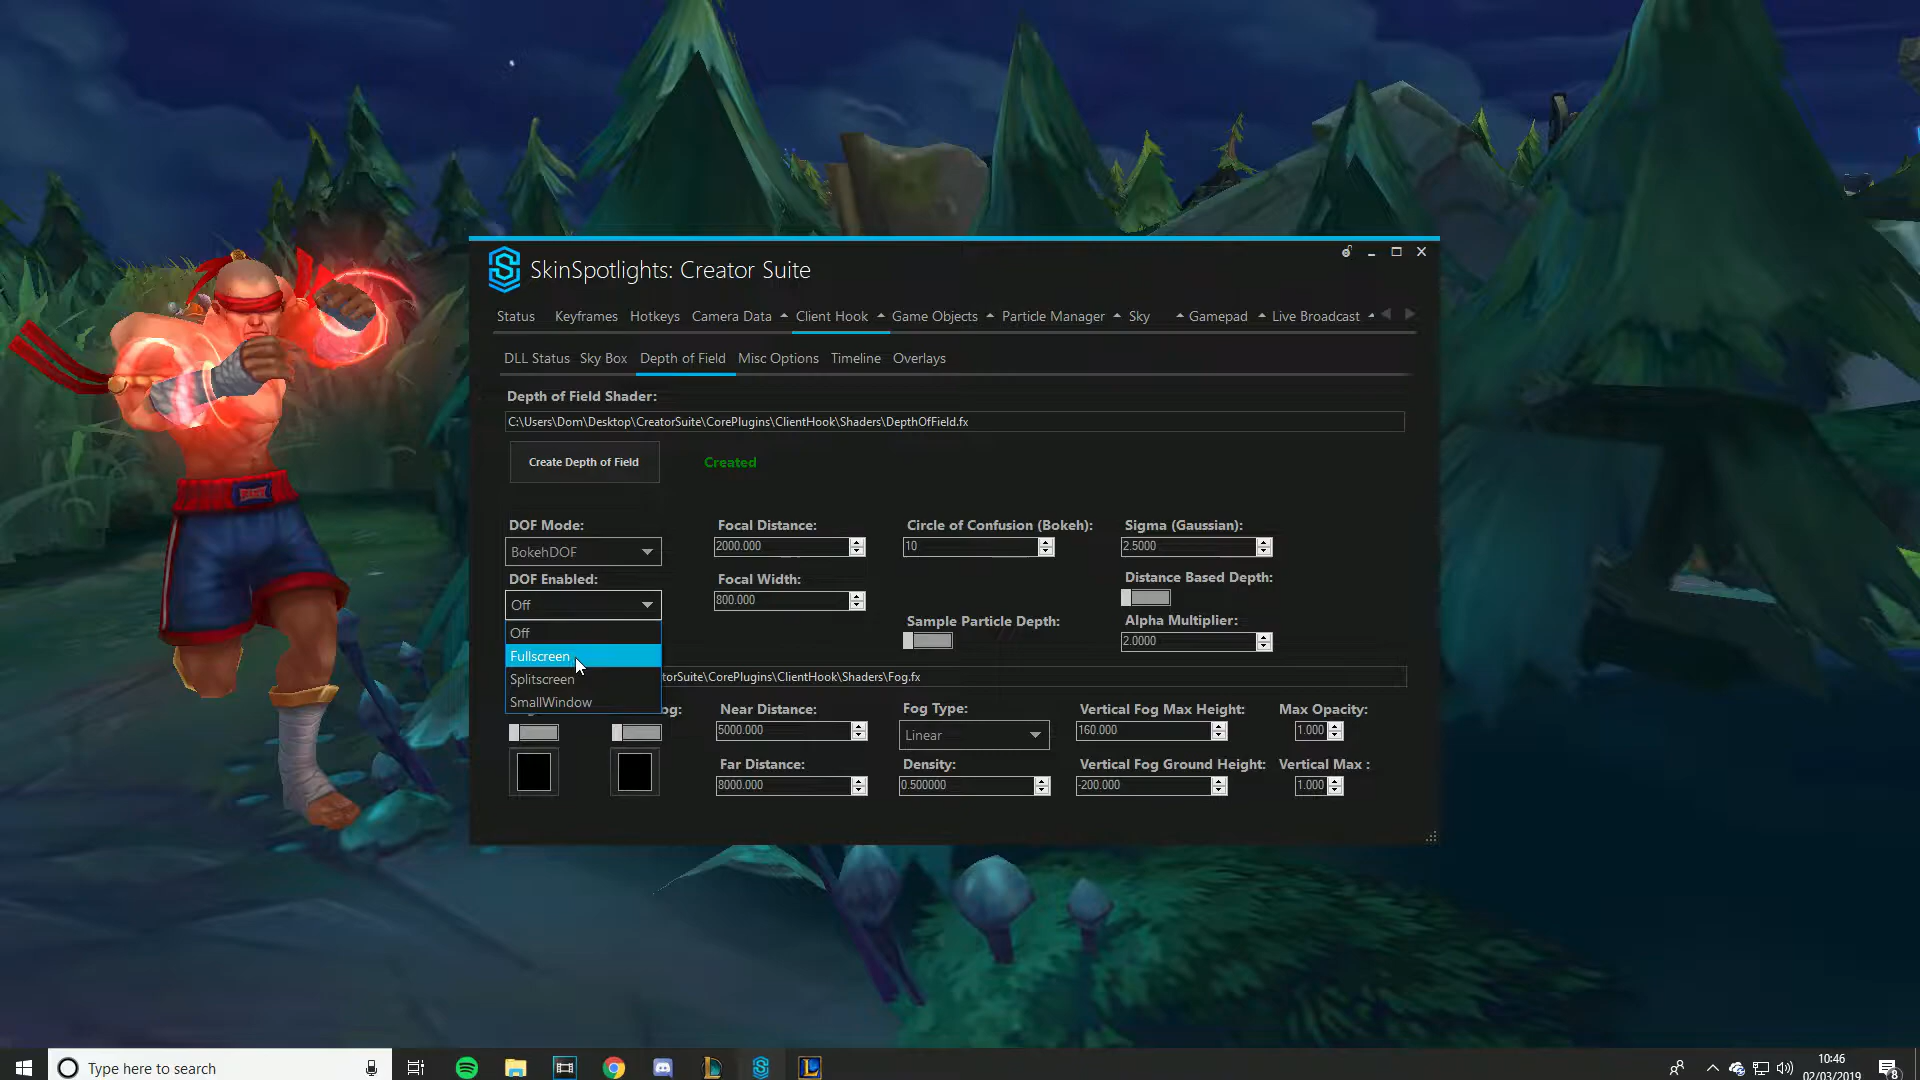 SkinSpotlights: Creator Suite
Status Keyframes Hotkeys Camera Data Client Hook Game Objects Particle Manager Sky Gamepad Live Broadcast
DLL Status Sky Box Depth of Field Misc Options Timeline Overlays
Depth of Field Shader:
C:\Users\Dom\Desktop\CreatorSuite\CorePlugins\ClientHook\Shaders\DepthOfField.fx
Create Depth of Field Created
DOF Mode: Focal Distance: Circle of Confusion (Bokeh): Sigma (Gaussian):
BokehDOF 2000.000 10 2.5000
DOF Enabled: Focal Width: Distance Based Depth:
Off 800.000
Sample Particle Depth: Alpha Multiplier:
Off 2.0000
Fullscreen
Splitscreen torSuite\CorePlugins\ClientHook\Shaders\Fog.fx
SmallWindow og: Near Distance: Fog Type: Vertical Fog Max Height: Max Opacity:
5000.000 Linear 160.000 1.000
Far Distance: Density: Vertical Fog Ground Height: Vertical Max :
8000.000 0.500000 -200.000 1.000
Type here to search
10:46
02/03/2019
8